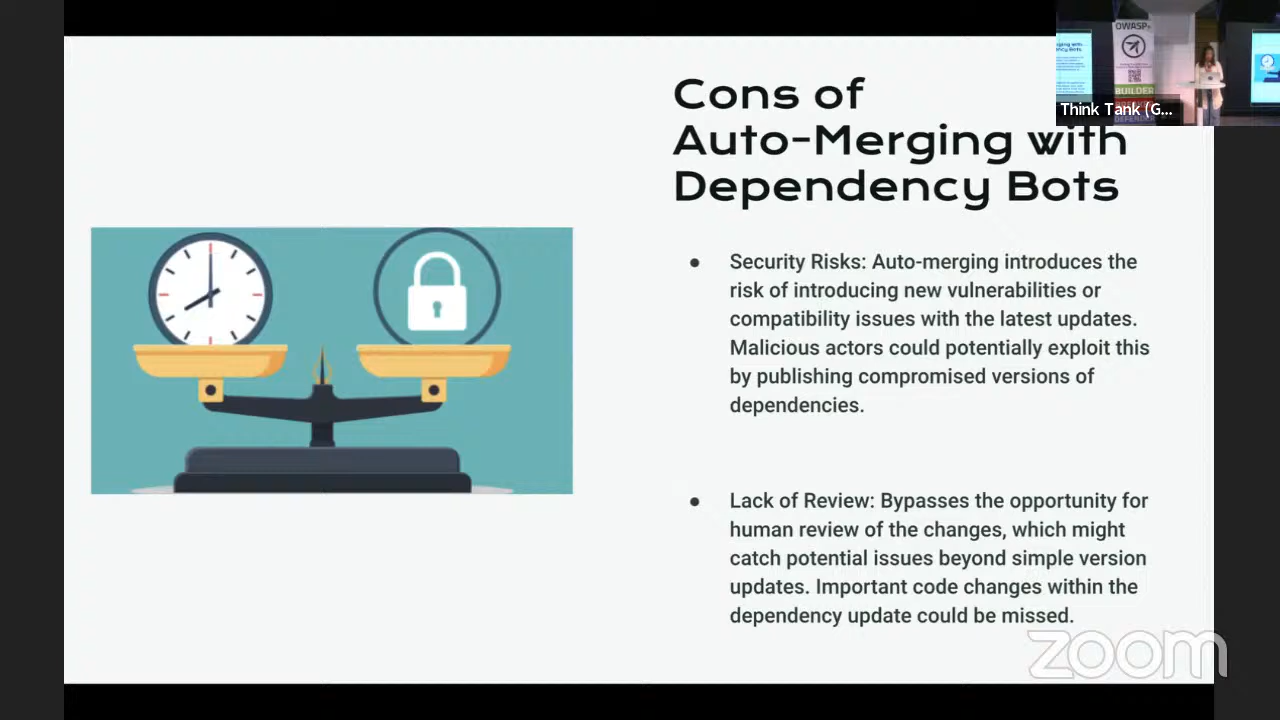 Cons of
Auto-Merging with
Dependency Bots
● Security Risks: Auto-merging introduces the
risk of introducing new vulnerabilities or
compatibility issues with the latest updates.
Malicious actors could potentially exploit this
by publishing compromised versions of
dependencies.
● Lack of Review: Bypasses the opportunity for
human review of the changes, which might
catch potential issues beyond simple version
updates. Important code changes within the
dependency update could be missed.
OWASP
BUILDER
Think Tank (G...
zoom